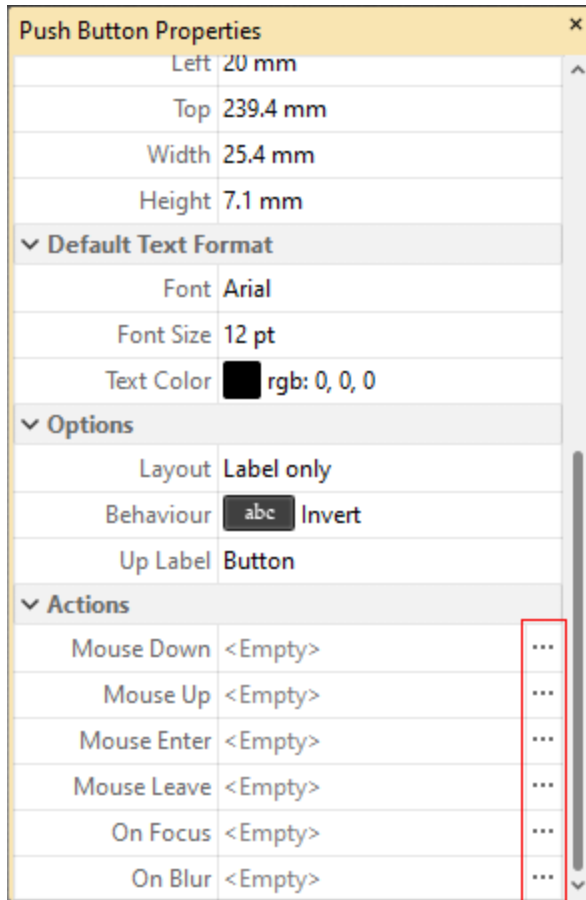 Push Button Properties
Left 20 mm
Top 239.4 mm
Width 25.4 mm
Height 7.1 mm
Default Text Format
Font Arial
Font Size 12 pt
Text Color rgb: 0, 0, 0
Options
Layout Label only
Behaviour abc Invert
Up Label Button
Actions
Mouse Down <Empty> ...
Mouse Up <Empty> ...
Mouse Enter <Empty> ...
Mouse Leave <Empty> ...
On Focus <Empty> ...
On Blur <Empty> ...